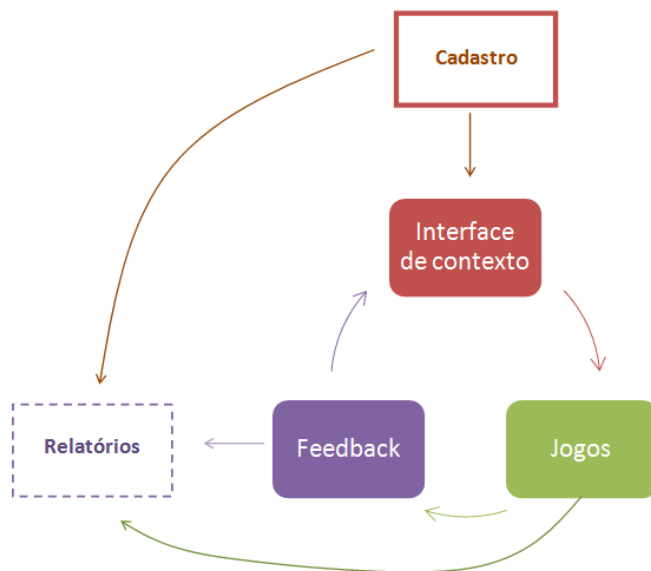 Cadastro
Interface
de contexto
Relatórios
Feedback
Jogos